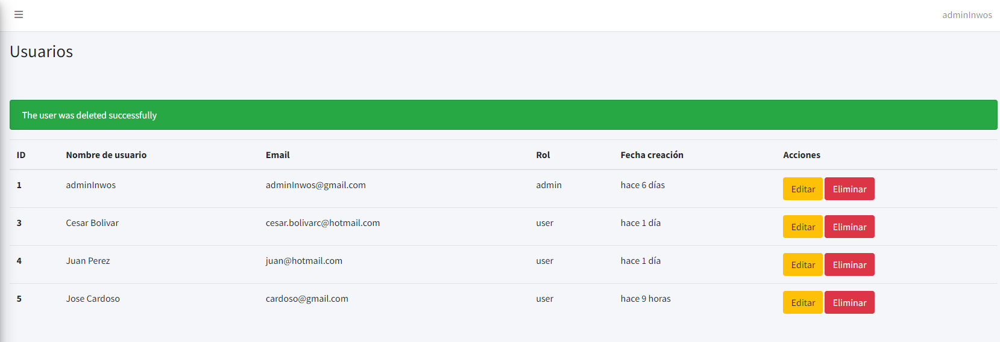 adminInwos
Usuarios
The user was deleted successfully
ID Nombre de usuario Email Rol Fecha creación Acciones
1 adminInwos adminInwos@gmail.com admin hace 6 días Editar Eliminar
3 Cesar Bolivar cesar.bolivarc@hotmail.com user hace 1 día Editar Eliminar
4 Juan Perez juan@hotmail.com user hace 1 día Editar Eliminar
5 Jose Cardoso cardoso@gmail.com user hace 9 horas Editar Eliminar